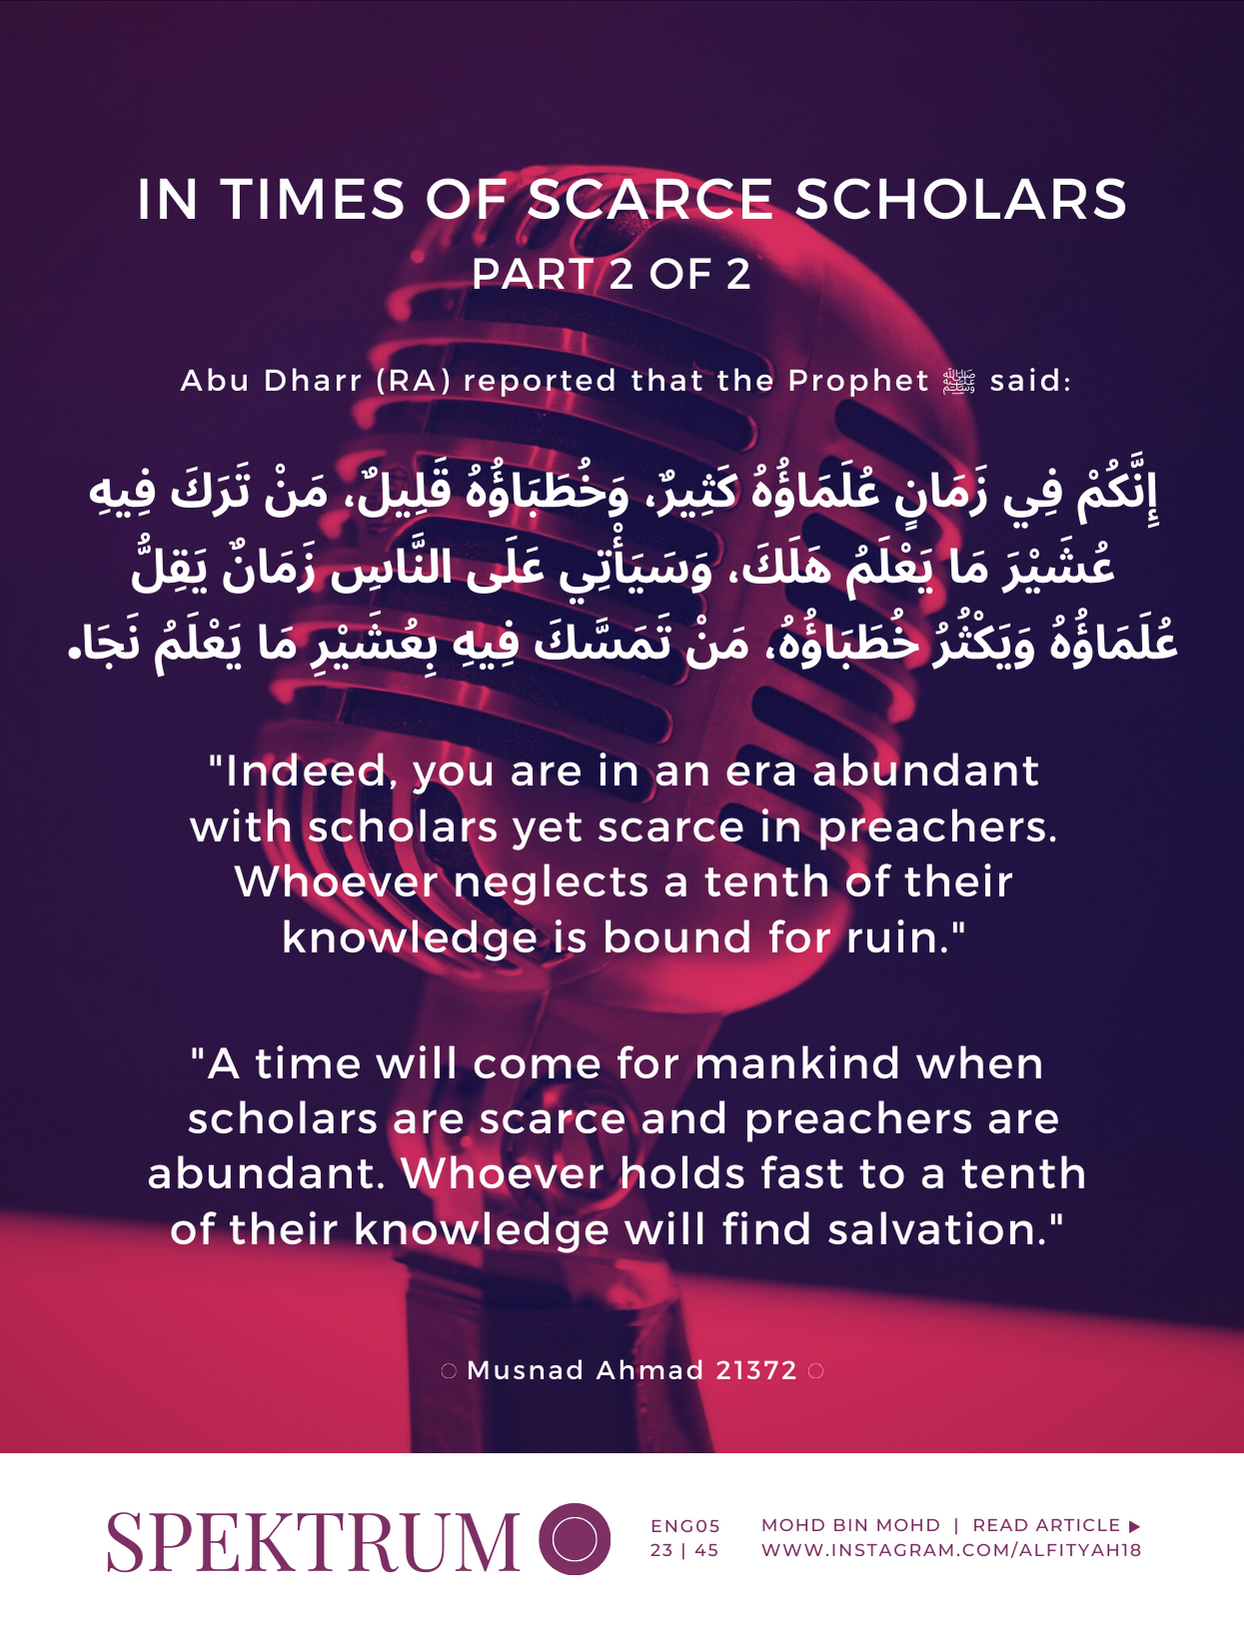 IN TIMES OF SCARCE SCHOLARS
PART 2 OF 2
Abu Dharr (RA) reported that the Prophet ﷺ said:
إِنَّكُمْ فِي زَمَانٍ عُلَمَاؤُهُ كَثِيرٌ، وَخُطَبَاؤُهُ قَلِيلٌ، مَنْ تَرَكَ فِيهِ
عُشَيْرَ مَا يَعْلَمُ هَلَكَ، وَسَيَأْتِي عَلَى النَّاسِ زَمَانٌ يَقِلُّ
عُلَمَاؤُهُ وَيَكْثُرُ خُطَبَاؤُهُ، مَنْ تَمَسَّكَ فِيهِ بِعُشَيْرِ مَا يَعْلَمُ نَجَا.
"Indeed, you are in an era abundant
with scholars yet scarce in preachers.
Whoever neglects a tenth of their
knowledge is bound for ruin."
"A time will come for mankind when
scholars are scarce and preachers are
abundant. Whoever holds fast to a tenth
of their knowledge will find salvation."
Musnad Ahmad 21372
SPEKTRUM
ENG05
23 | 45
MOHD BIN MOHD | READ ARTICLE ▶
WWW.INSTAGRAM.COM/ALFITYAH18